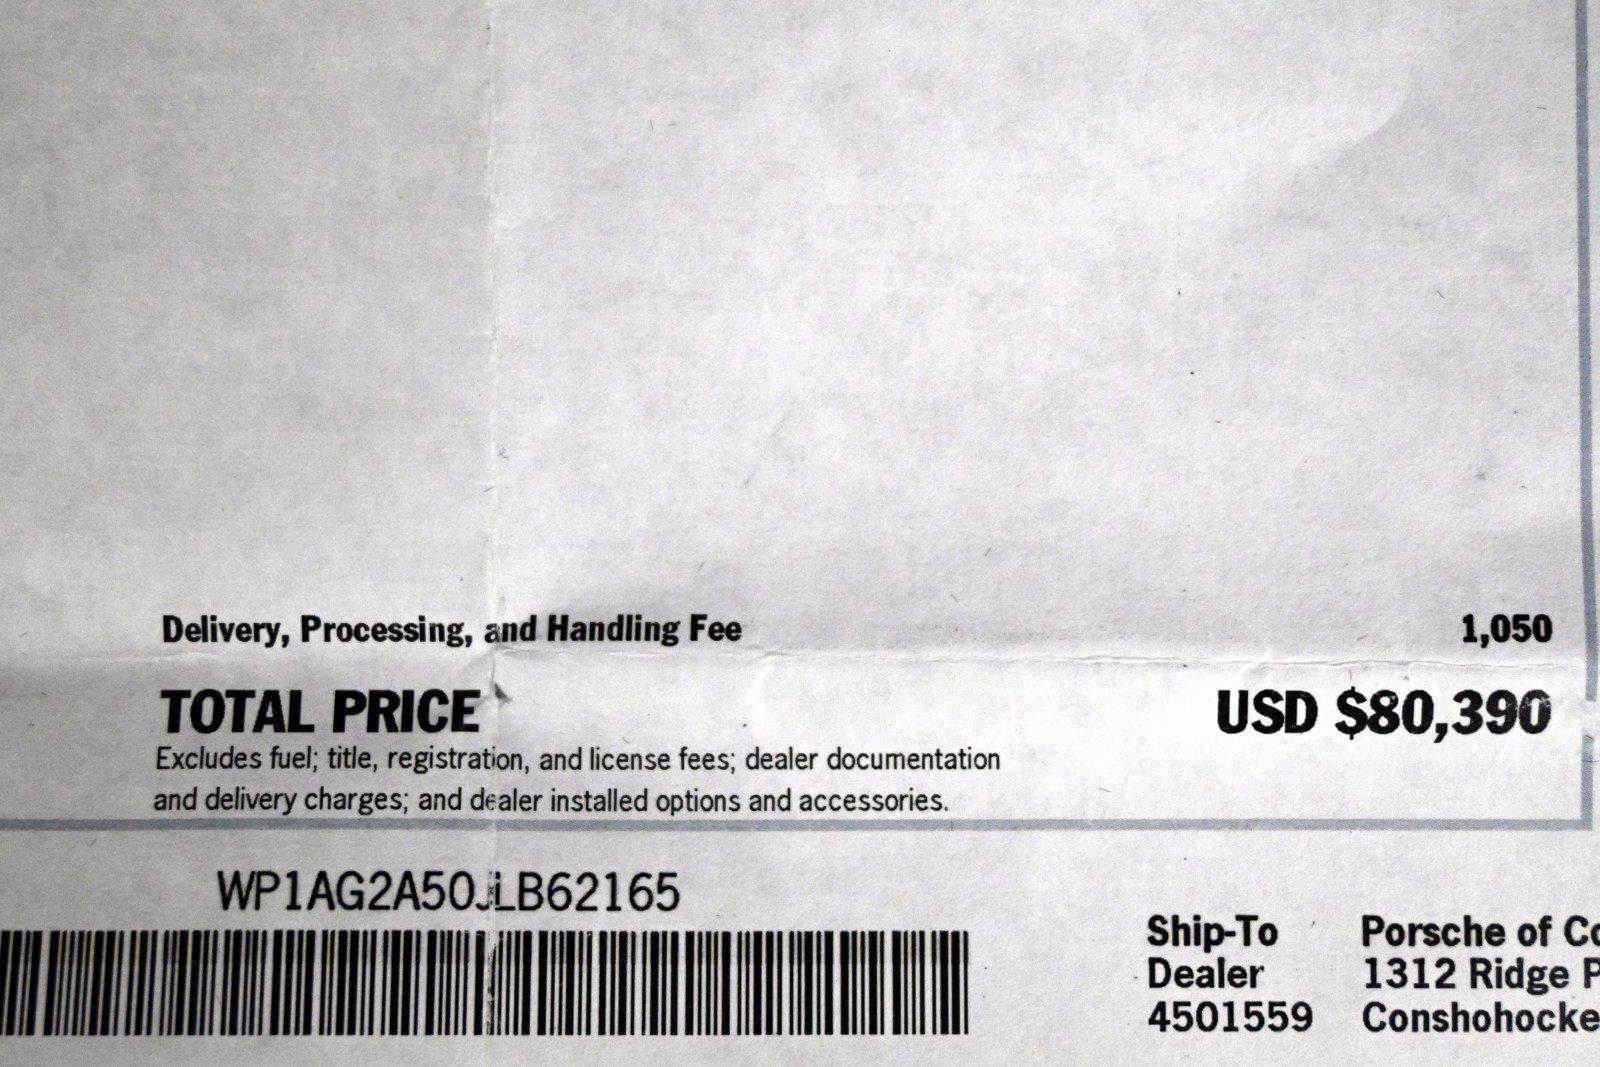 Delivery, Processing, and Handling Fee 1,050
TOTAL PRICE USD $80,390
Excludes fuel; title, registration, and license fees; dealer documentation
and delivery charges; and dealer installed options and accessories.
WP1AG2A50JLB62165
Ship-To Porsche of Co
Dealer 1312 Ridge P
4501559 Conshohocke